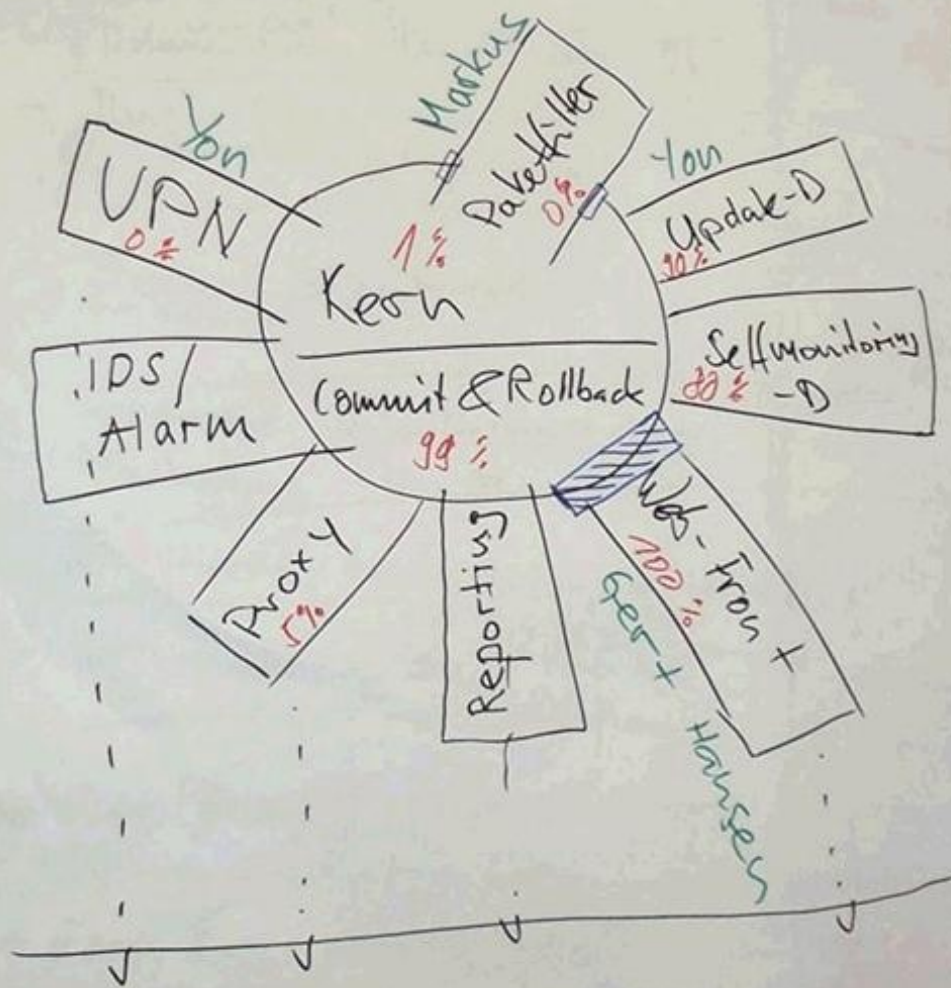 Markus
Paketfilter
0%
Yon
VPN
0%
Yon
Update-D
90%
1%
Kern
Selfmonitoring
-D
80%
IDS/
Alarm
Commit & Rollback
99%
Proxy
5%
Reporting
Web-Front
100%
Gert
Hansen